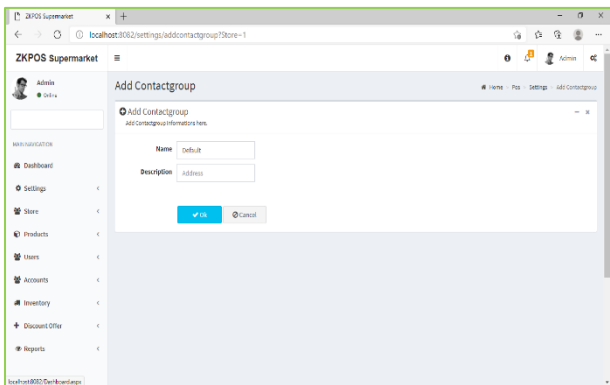 ZKPOS Supermarket
localhost:8082/settings/addcontactgroup?Store=1
ZKPOS Supermarket
Admin
Admin
Online
Add Contactgroup
Home
Pos
Settings
Add Contactgroup
Add Contactgroup
Add Contactgroup Informations here.
MAIN NAVIGATION
Name
Default
Description
Address
Ok
Cancel
Dashboard
Settings
Store
Products
Users
Accounts
Inventory
Discount Offer
Reports
localhost:8082/Dashboard.aspx